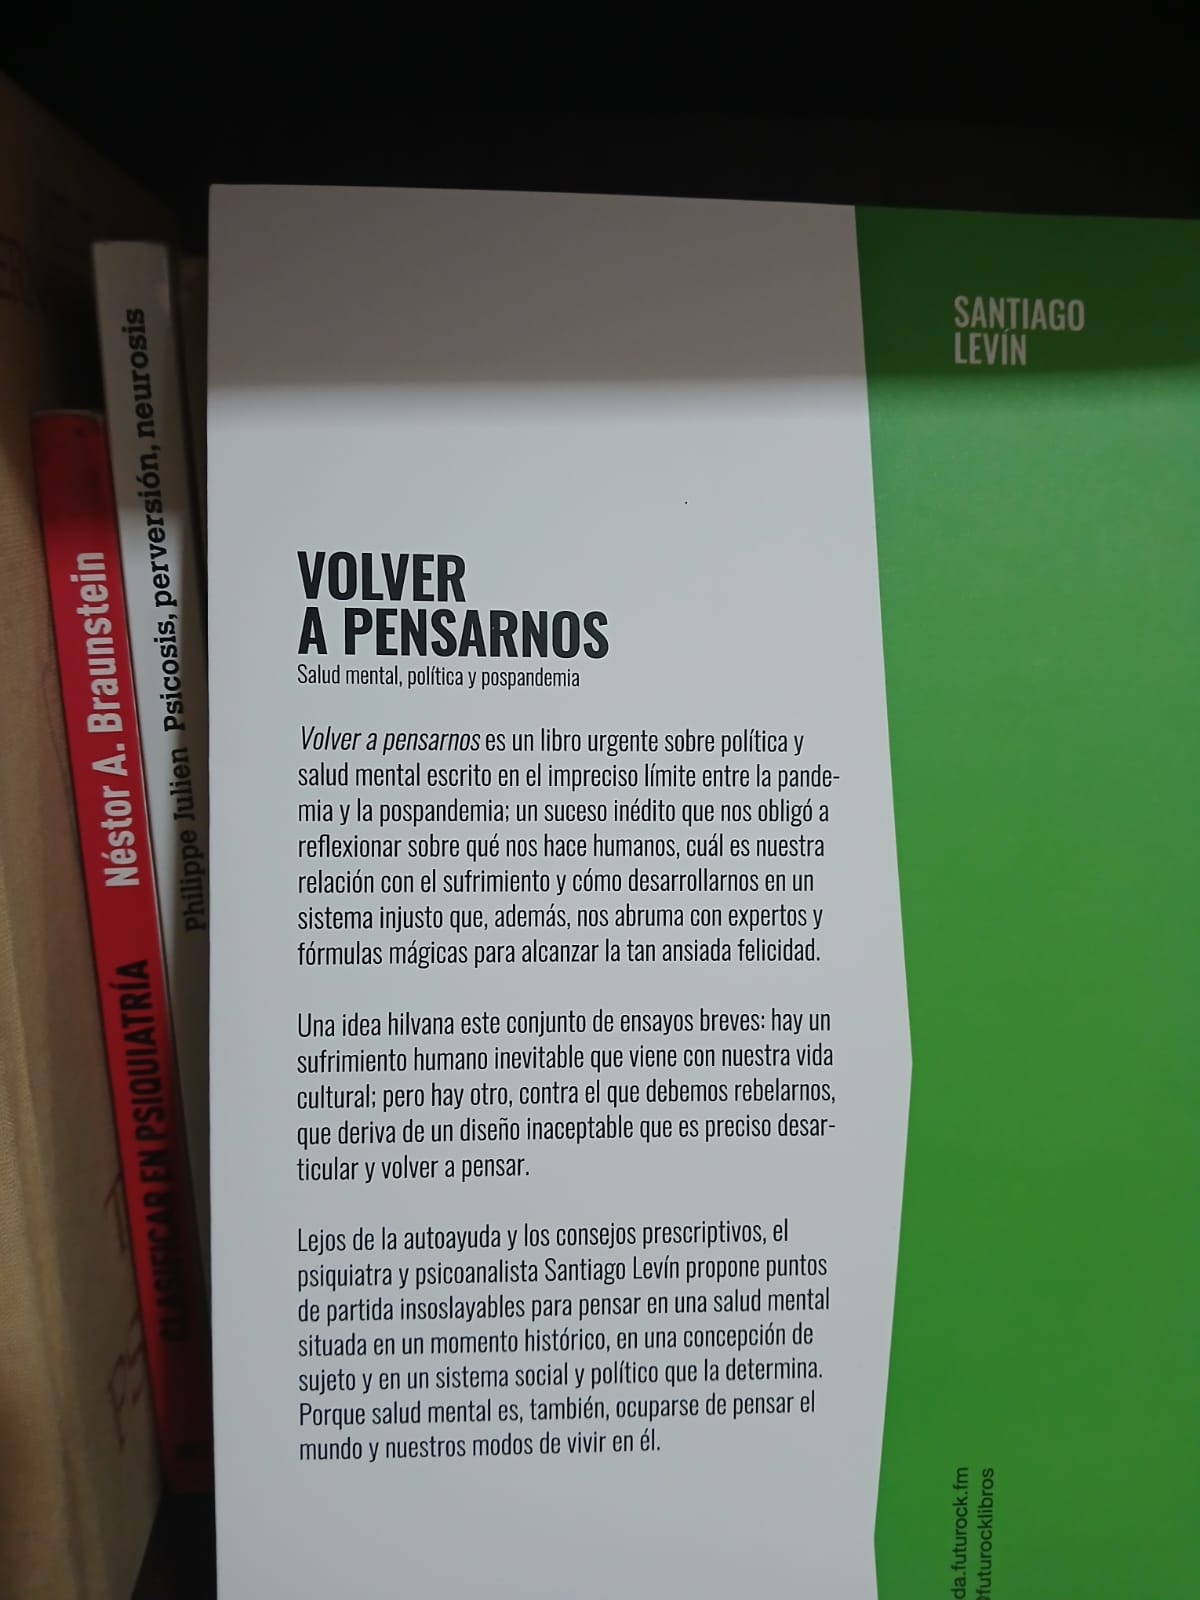 Néstor A. Braunstein
CLASIFICAR EN PSIQUIATRÍA
Philippe Julien Psicosis, perversión, neurosis
SANTIAGO
LEVÍN
VOLVER
A PENSARNOS
Salud mental, política y pospandemia
Volver a pensarnos es un libro urgente sobre política y
salud mental escrito en el impreciso límite entre la pande-
mia y la pospandemia; un suceso inédito que nos obligó a
reflexionar sobre qué nos hace humanos, cuál es nuestra
relación con el sufrimiento y cómo desarrollarnos en un
sistema injusto que, además, nos abruma con expertos y
fórmulas mágicas para alcanzar la tan ansiada felicidad.
Una idea hilvana este conjunto de ensayos breves: hay un
sufrimiento humano inevitable que viene con nuestra vida
cultural; pero hay otro, contra el que debemos rebelarnos,
que deriva de un diseño inaceptable que es preciso desar-
ticular y volver a pensar.
Lejos de la autoayuda y los consejos prescriptivos, el
psiquiatra y psicoanalista Santiago Levín propone puntos
de partida insoslayables para pensar en una salud mental
situada en un momento histórico, en una concepción de
sujeto y en un sistema social y político que la determina.
Porque salud mental es, también, ocuparse de pensar el
mundo y nuestros modos de vivir en él.
da.futurock.fm
futurocklibros